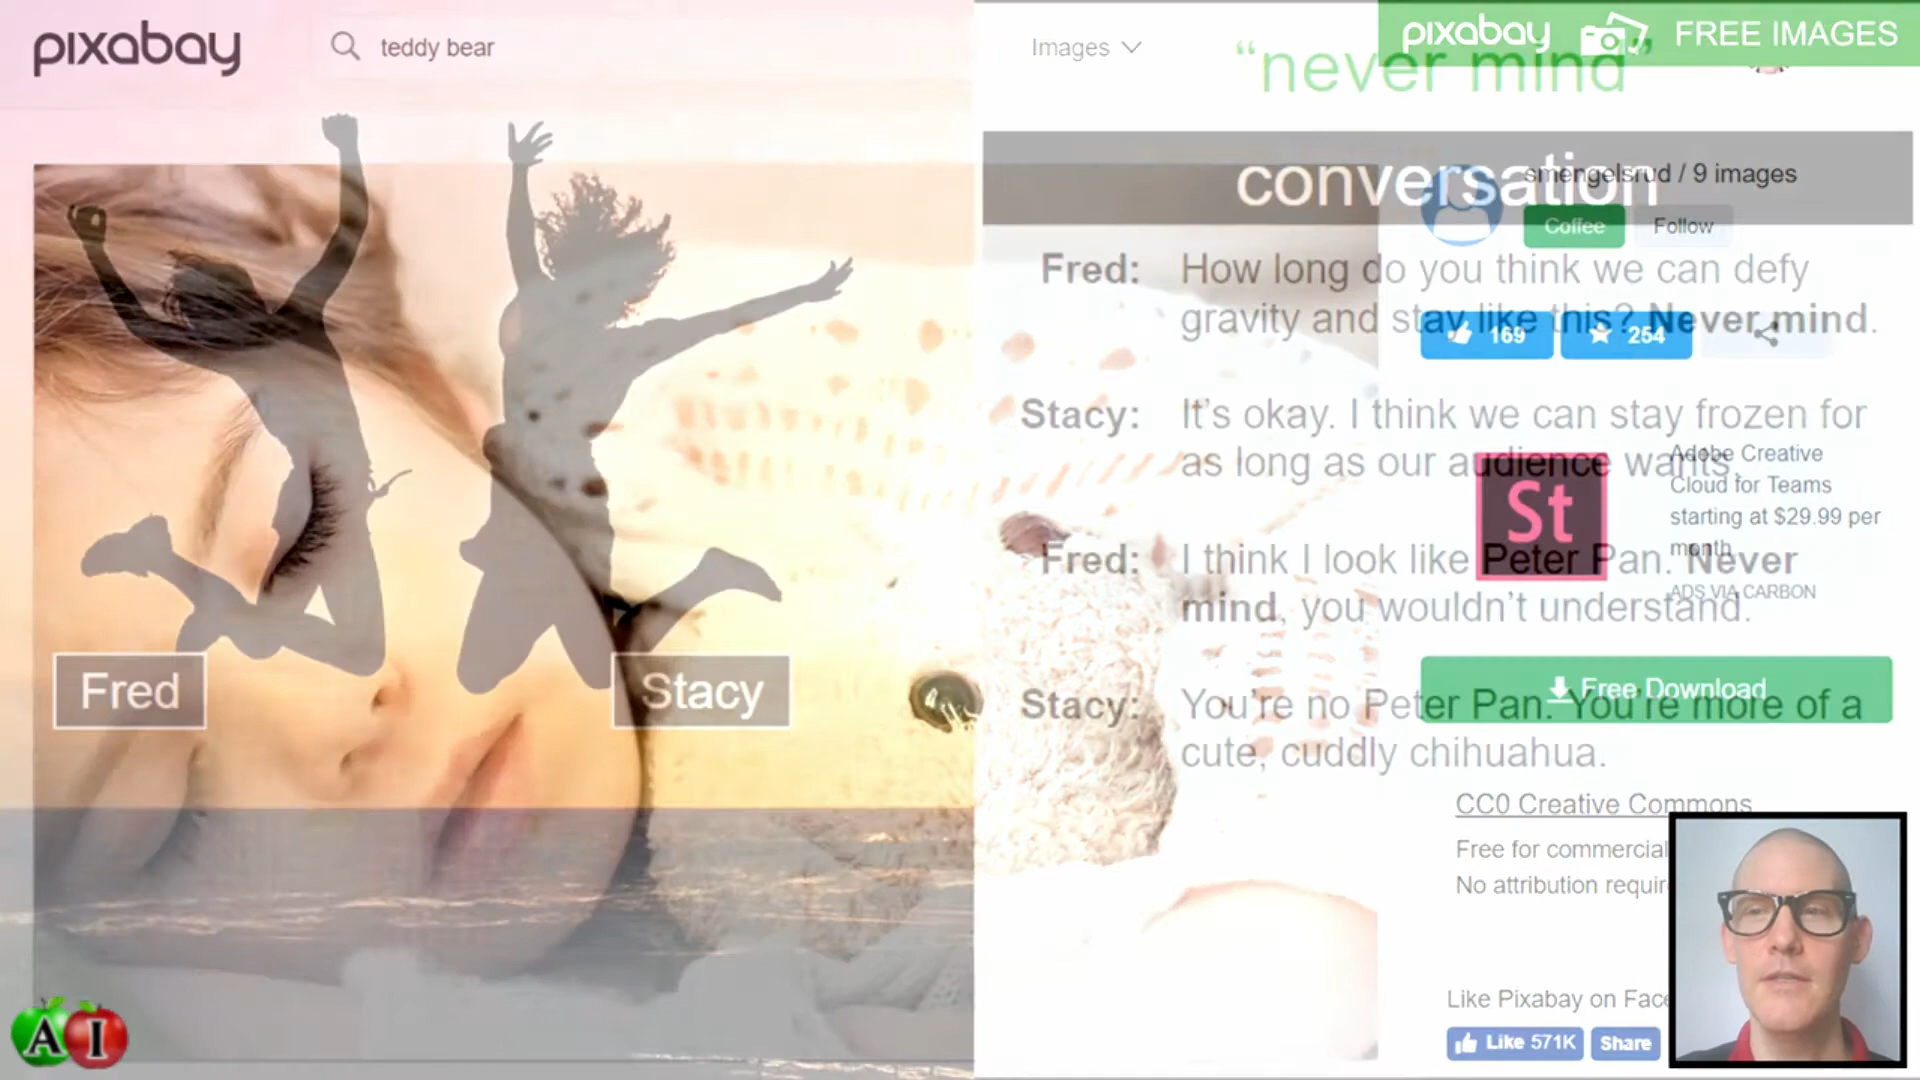 pixabay
teddy bear
Images
pixabay FREE IMAGES
“never mind”
conversation
smengelsrud / 9 images
Coffee
Follow
Fred: How long do you think we can defy
gravity and stay like this? Never mind.
169
254
Stacy: It’s okay. I think we can stay frozen for
as long as our audience wants.
Adobe Creative
Cloud for Teams
starting at $29.99 per
month.
ADS VIA CARBON
St
Fred: I think I look like Peter Pan. Never
mind, you wouldn’t understand.
Fred
Stacy
Free Download
Stacy: You’re no Peter Pan. You’re more of a
cute, cuddly chihuahua.
CC0 Creative Commons
Free for commercial
No attribution
Like Pixabay on
Like 571K
Share
A I